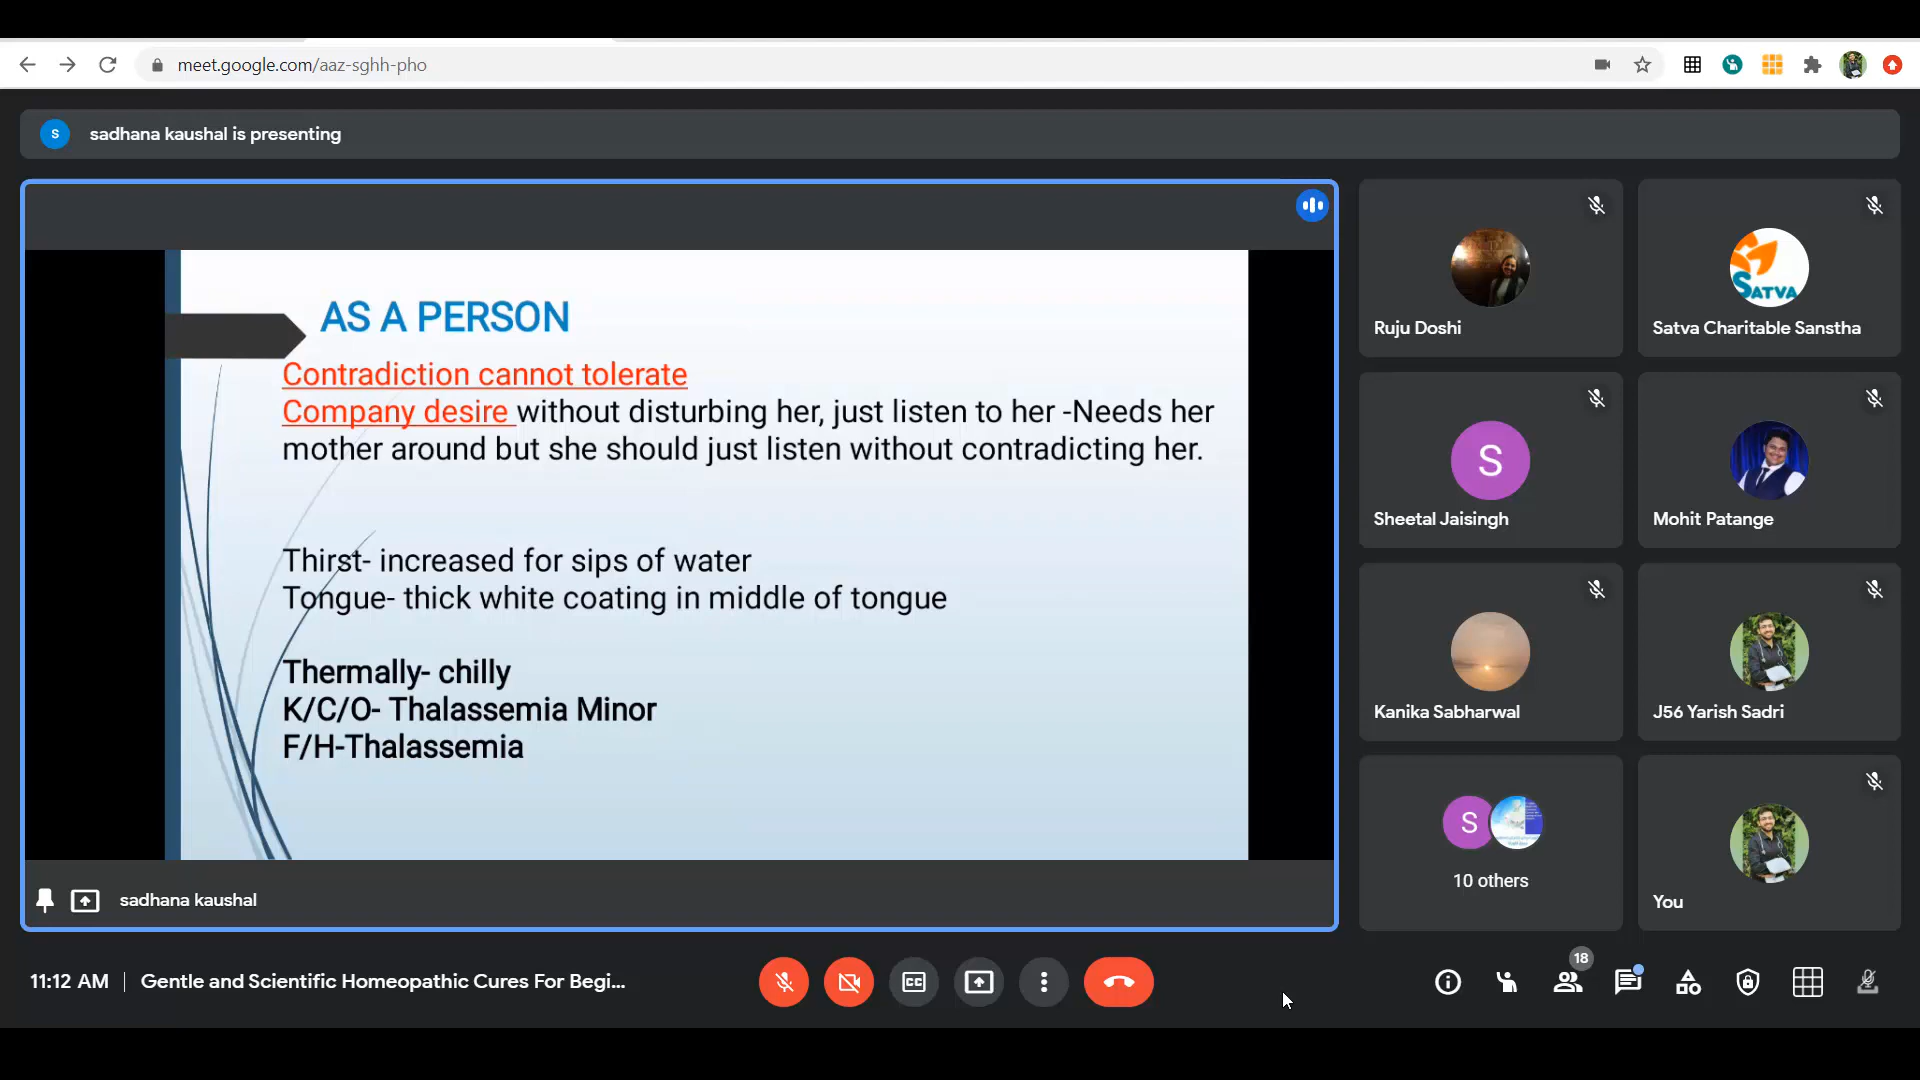 meet.google.com/aaz-sghh-pho
S
sadhana kaushal is presenting
AS A PERSON
Contradiction cannot tolerate
Company desire without disturbing her, just listen to her -Needs her
mother around but she should just listen without contradicting her.
Thirst- increased for sips of water
Tongue- thick white coating in middle of tongue
Thermally- chilly
K/C/O- Thalassemia Minor
F/H-Thalassemia
sadhana kaushal
Ruju Doshi
SATVA
Satva Charitable Sanstha
S
Sheetal Jaisingh
Mohit Patange
Kanika Sabharwal
J56 Yarish Sadri
S
10 others
You
11:12 AM
Gentle and Scientific Homeopathic Cures For Begi...
CC
18